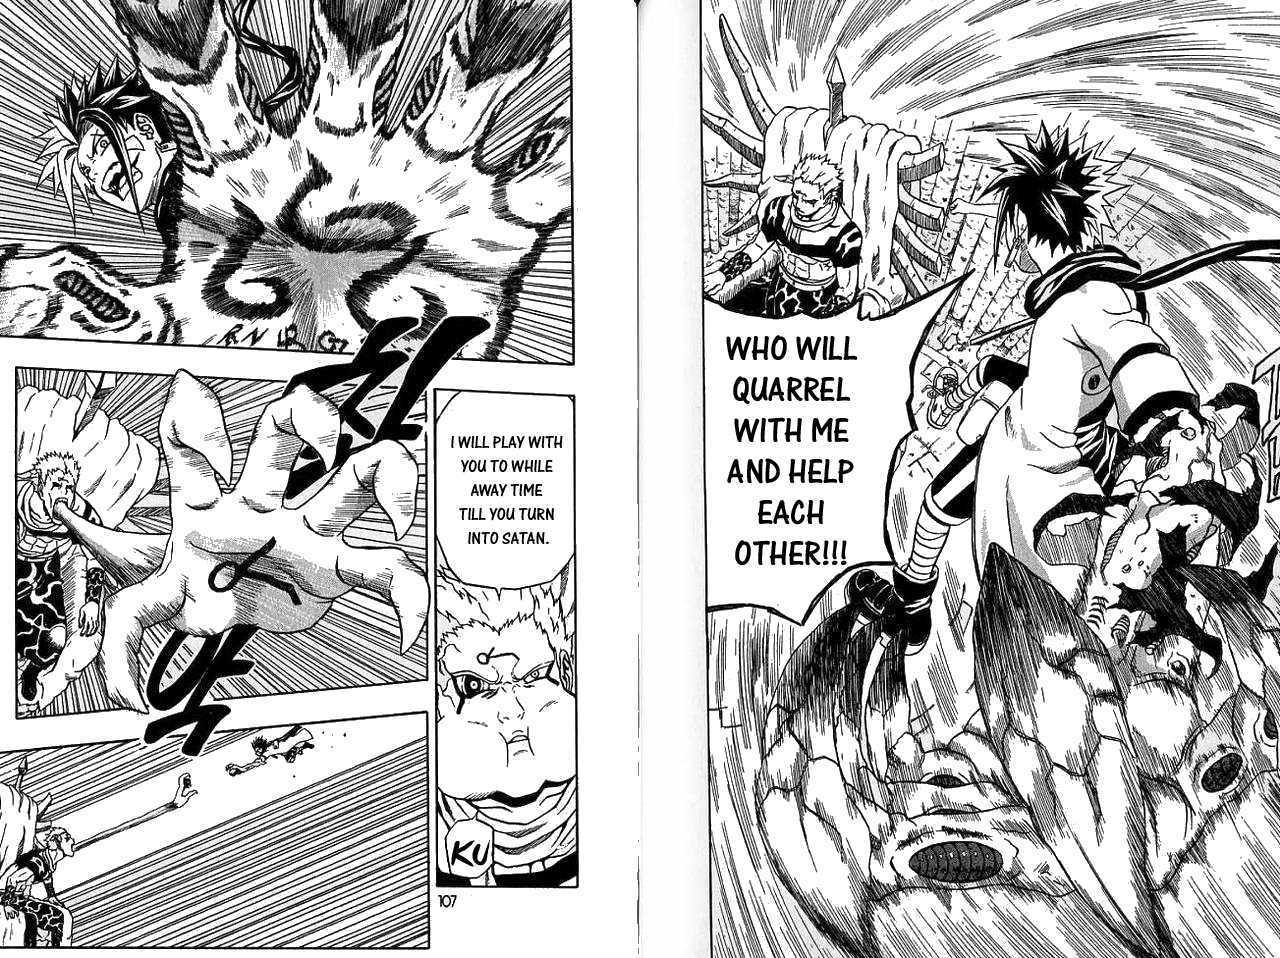 WHO WILL
QUARREL
WITH ME
AND HELP
EACH
OTHER!!!
I WILL PLAY WITH
YOU TO WHILE
AWAY TIME
TILL YOU TURN
INTO SATAN.
KU
107